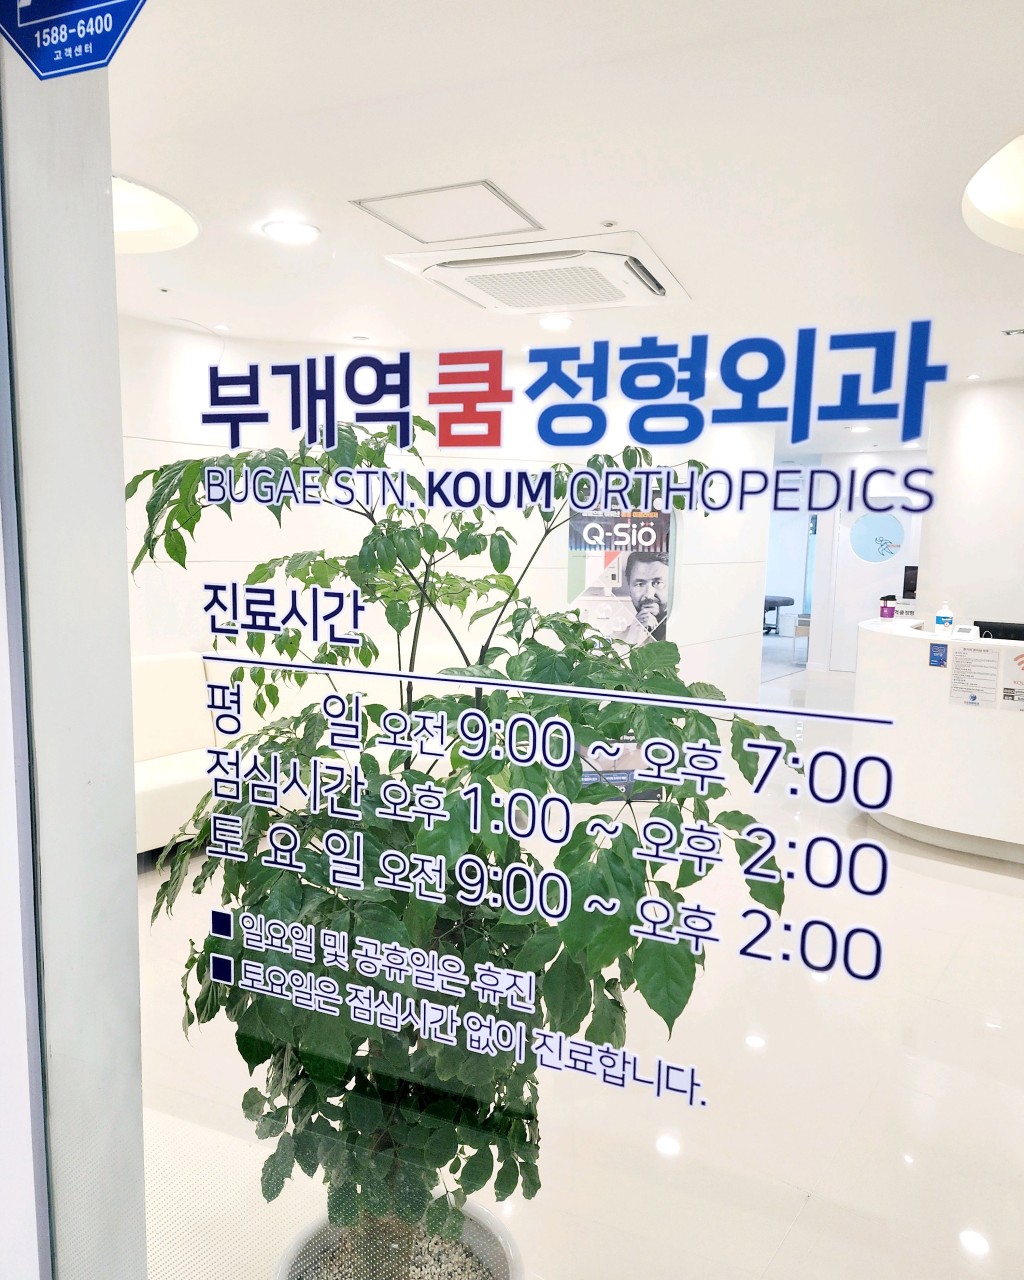 1588-6400
고객센터
부개역 쿰 정형외과
BUGAE STN. KOUM ORTHOPEDICS
Q-Siö
진료시간
평 일 오전 9:00 ~ 오후 7:00
점심시간 오후 1:00 ~ 오후 2:00
토 요 일 오전 9:00 ~ 오후 2:00
■ 일요일 및 공휴일은 휴진
■ 토요일은 점심시간 없이 진료합니다.